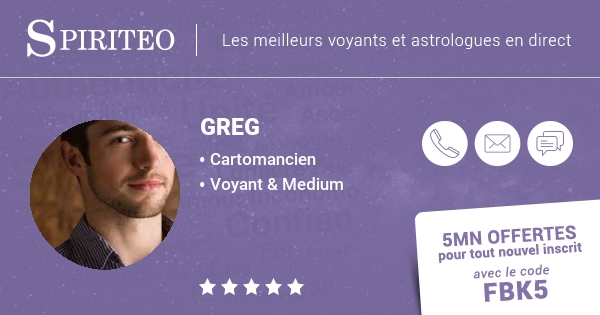 SPIRITEO
Les meilleurs voyants et astrologues en direct
GREG
• Cartomancien
• Voyant & Medium
5MN OFFERTES
pour tout nouvel inscrit
avec le code
FBK5